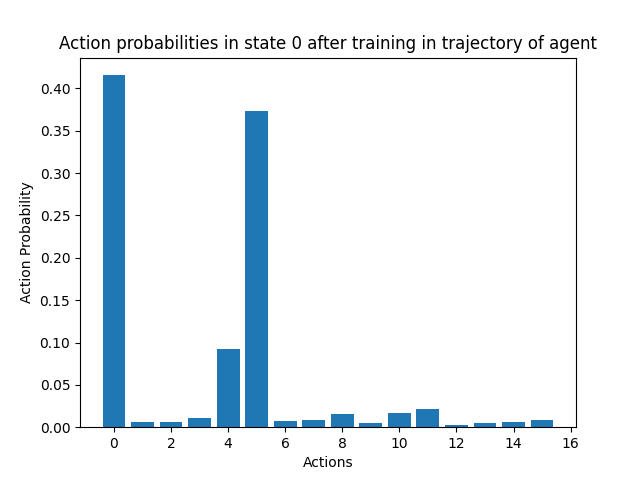 Action probabilities in state 0 after training in trajectory of agent
0.40
0.35
0.30
0.25
0.20
0.15
0.10
0.05
0.00
Action Probability
0 2 4 6 8 10 12 14 16
Actions